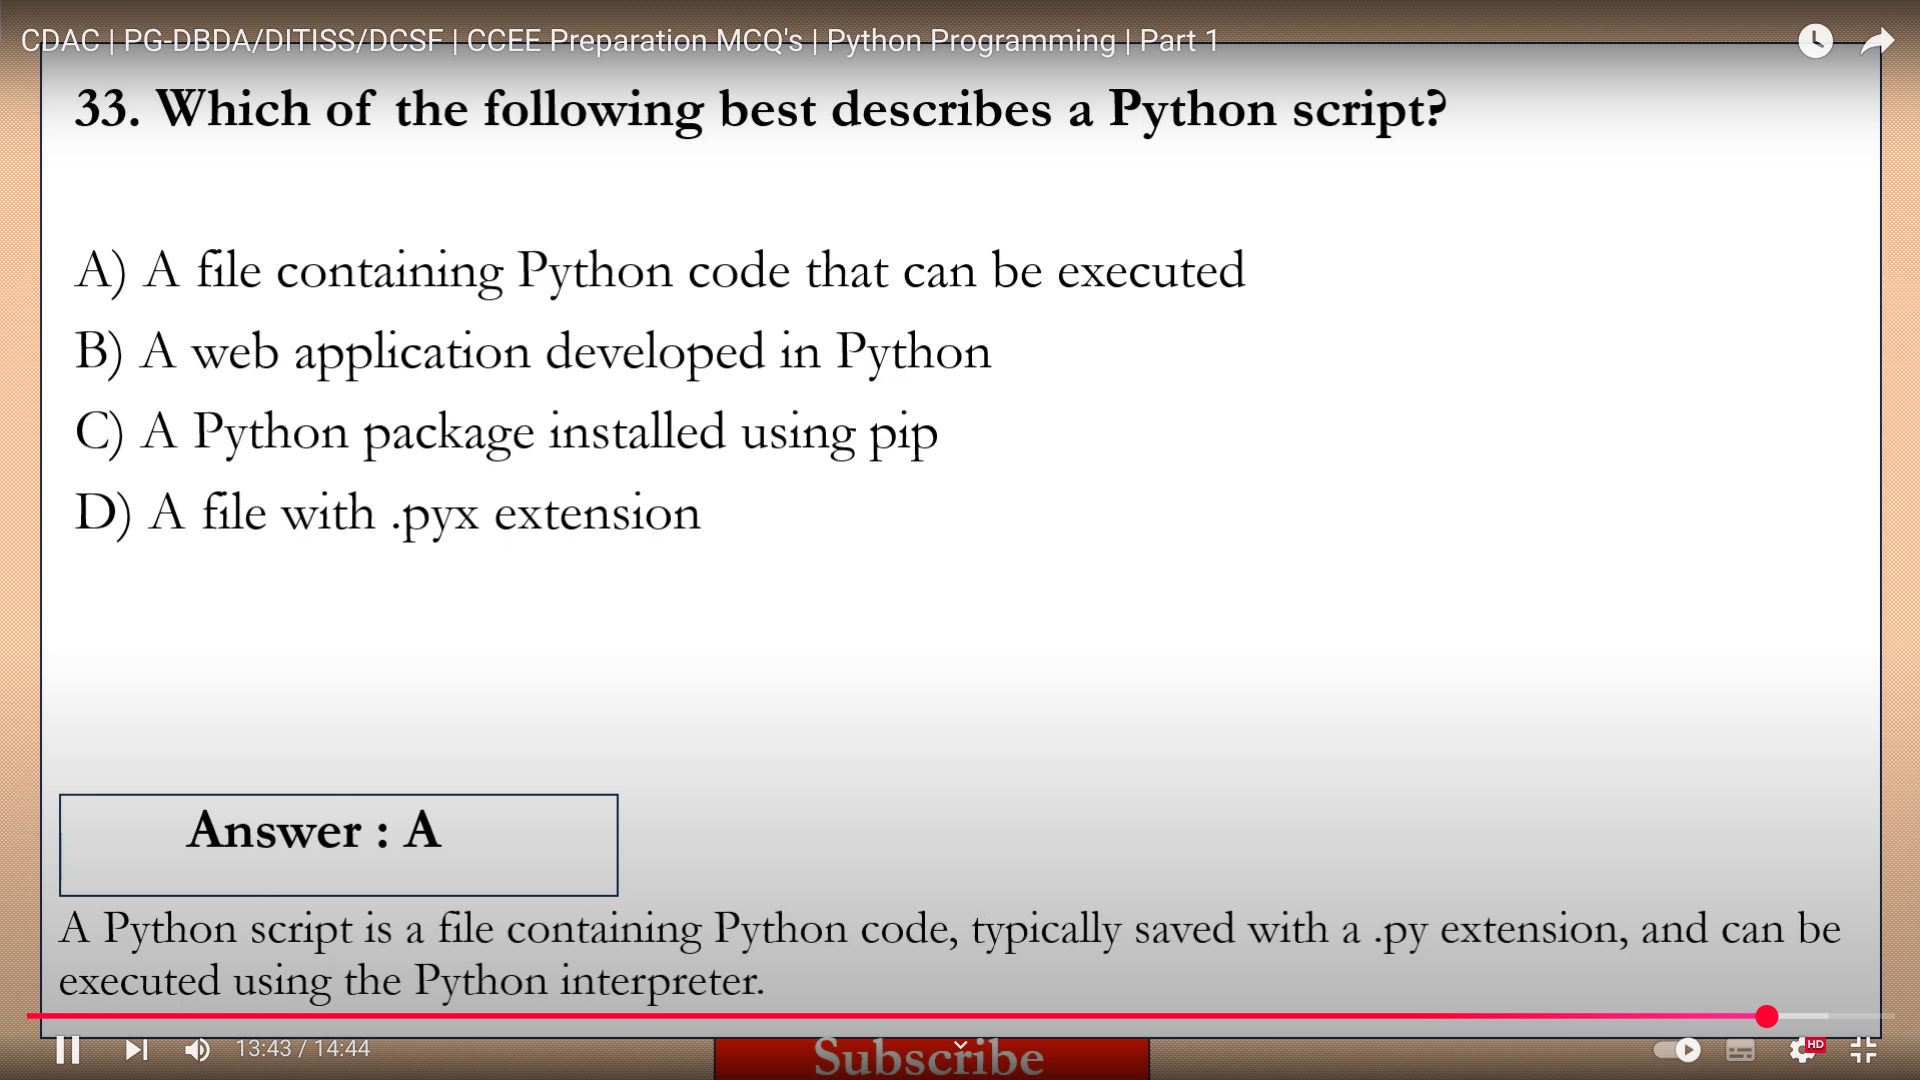 CDAC | PG-DBDA/DITISS/DCSF | CCEE Preparation MCQ's | Python Programming | Part 1
33. Which of the following best describes a Python script?
A) A file containing Python code that can be executed
B) A web application developed in Python
C) A Python package installed using pip
D) A file with .pyx extension
Answer : A
A Python script is a file containing Python code, typically saved with a .py extension, and can be
executed using the Python interpreter.
13:43 / 14:44
Subscribe
HD